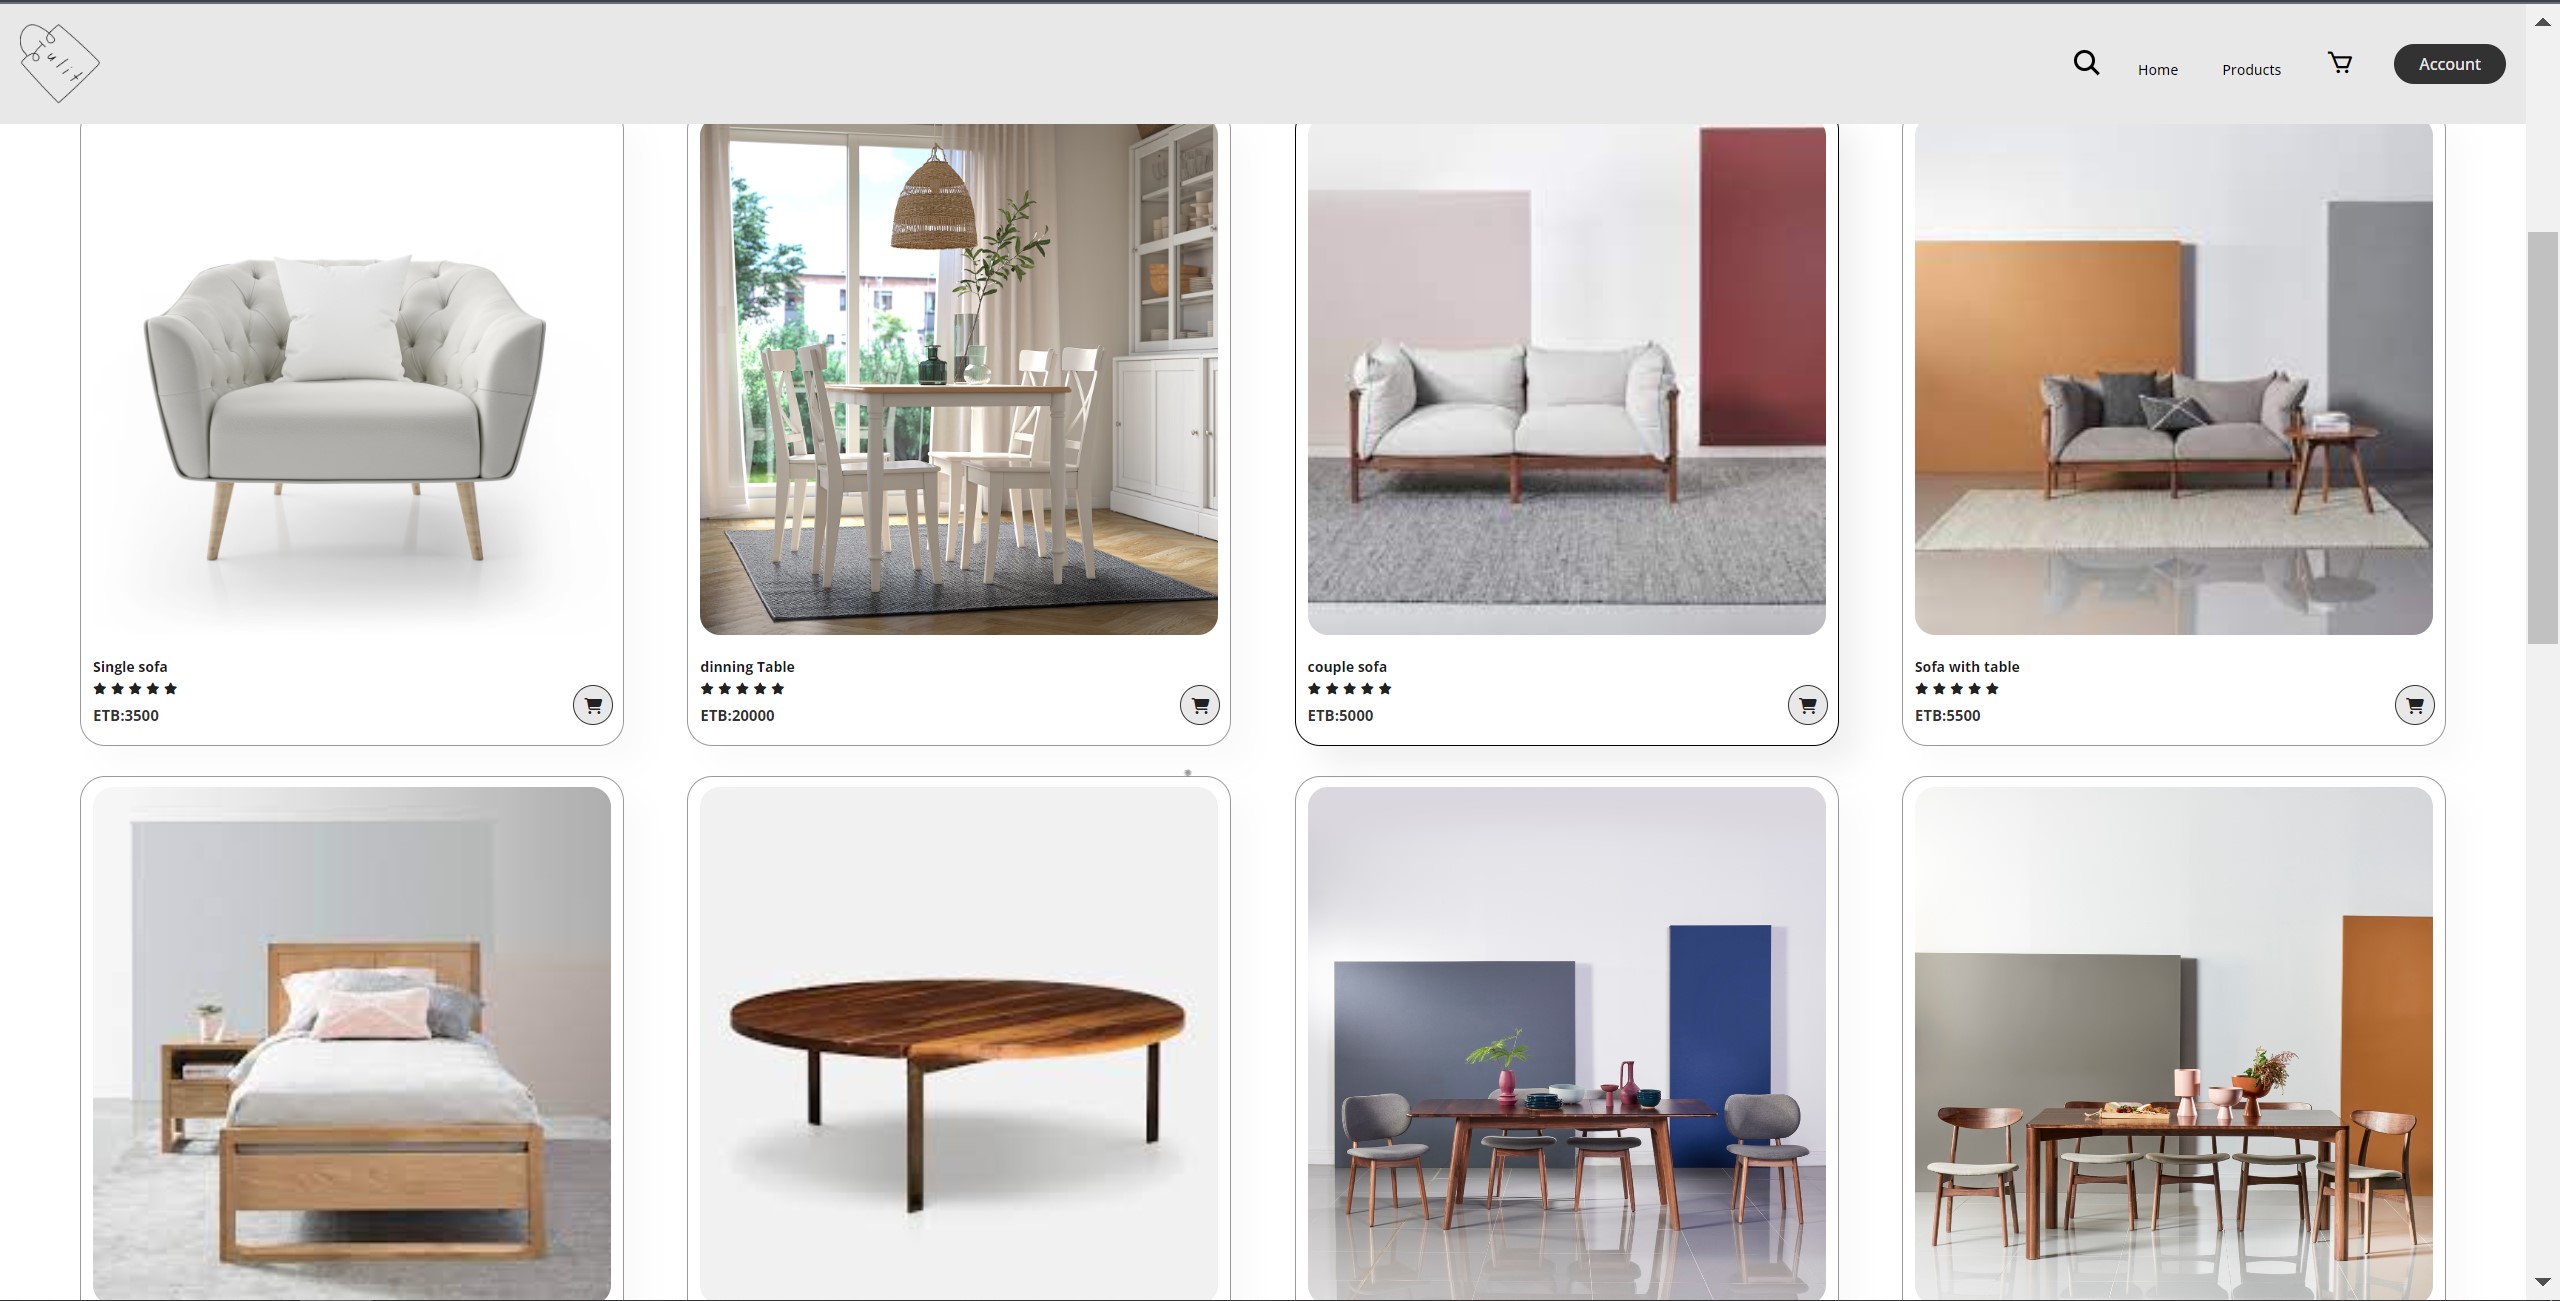 Tulit
Home
Products
Account
Single sofa
ETB:3500
dinning Table
ETB:20000
couple sofa
ETB:5000
Sofa with table
ETB:5500